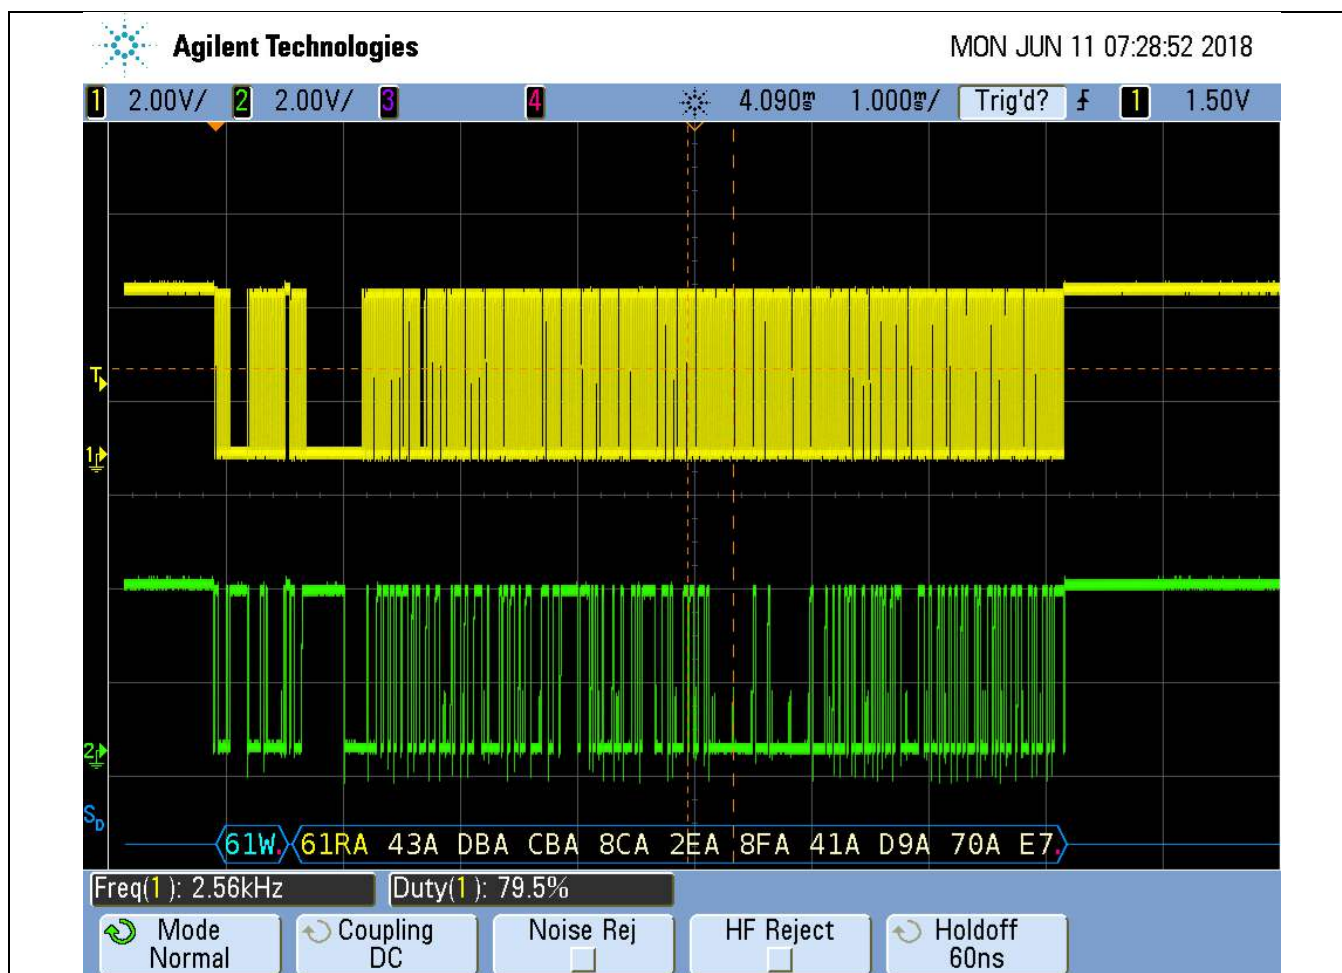 Agilent Technologies MON JUN 11 07:28:52 2018
1 2.00V/ 2 2.00V/ 3 4 4.090ms 1.000ms/ Trig'd? 1 1.50V
T
1
2
SD
61W. 61RA 43A DBA CBA 8CA 2EA 8FA 41A D9A 70A E7.
Freq(1): 2.56kHz Duty(1): 79.5%
Mode Coupling Noise Rej HF Reject Holdoff
Normal DC 60ns